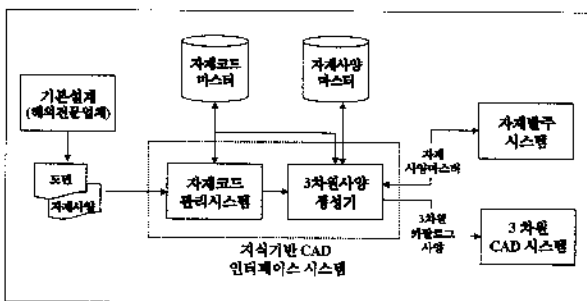 자재코드
마스터
자재사양
마스터
기본설계
(해외전문업체)
자재발주
시스템
도면
자재사양
자재코드
관리시스템
3차원사양
생성기
자재
사양마스터
3차원
카탈로그
사양
3차원
CAD 시스템
지식기반 CAD
인터페이스 시스템